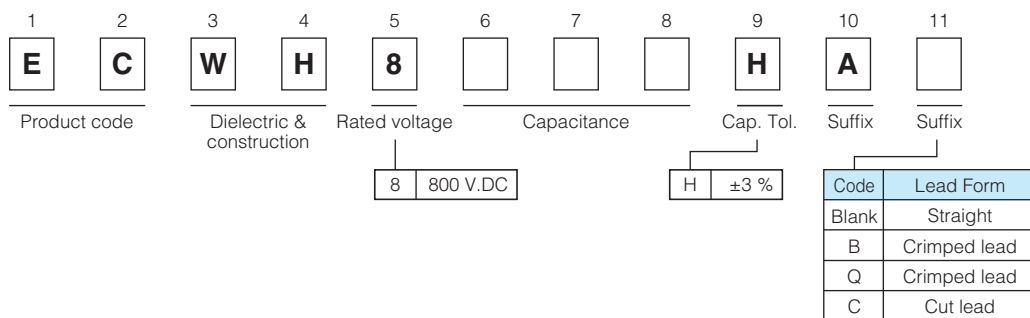 1 2 3 4 5 6 7 8 9 10 11
E C W H 8 H A
Product code Dielectric & construction Rated voltage Capacitance Cap. Tol. Suffix Suffix
8 800 V.DC
H ±3 %
Code Lead Form
Blank Straight
B Crimped lead
Q Crimped lead
C Cut lead